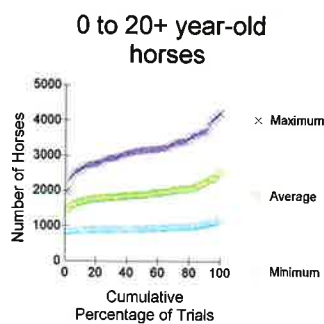 0 to 20+ year-old
horses
5000
4000
3000
2000
1000
0
0 20 40 60 80 100
Number of Horses
Cumulative
Percentage of Trials
Maximum
Average
Minimum